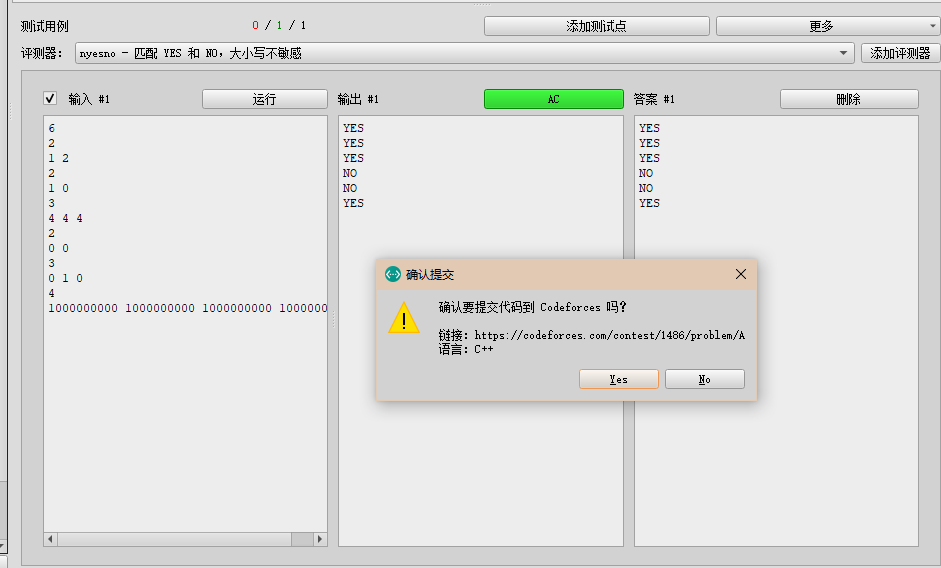 测试用例 0 / 1 / 1 添加测试点 更多
评测器: nyesno - 匹配 YES 和 NO，大小写不敏感 添加评测器
输入 #1 运行 输出 #1 AC 答案 #1 删除
6
2
1 2
2
1 0
3
4 4 4
2
0 0
3
0 1 0
4
1000000000 1000000000 1000000000 1000000
YES
YES
YES
NO
NO
YES
YES
YES
YES
NO
NO
YES
确认提交
确认要提交代码到 Codeforces 吗?
链接: https://codeforces.com/contest/1486/problem/A
语言: C++
Yes No